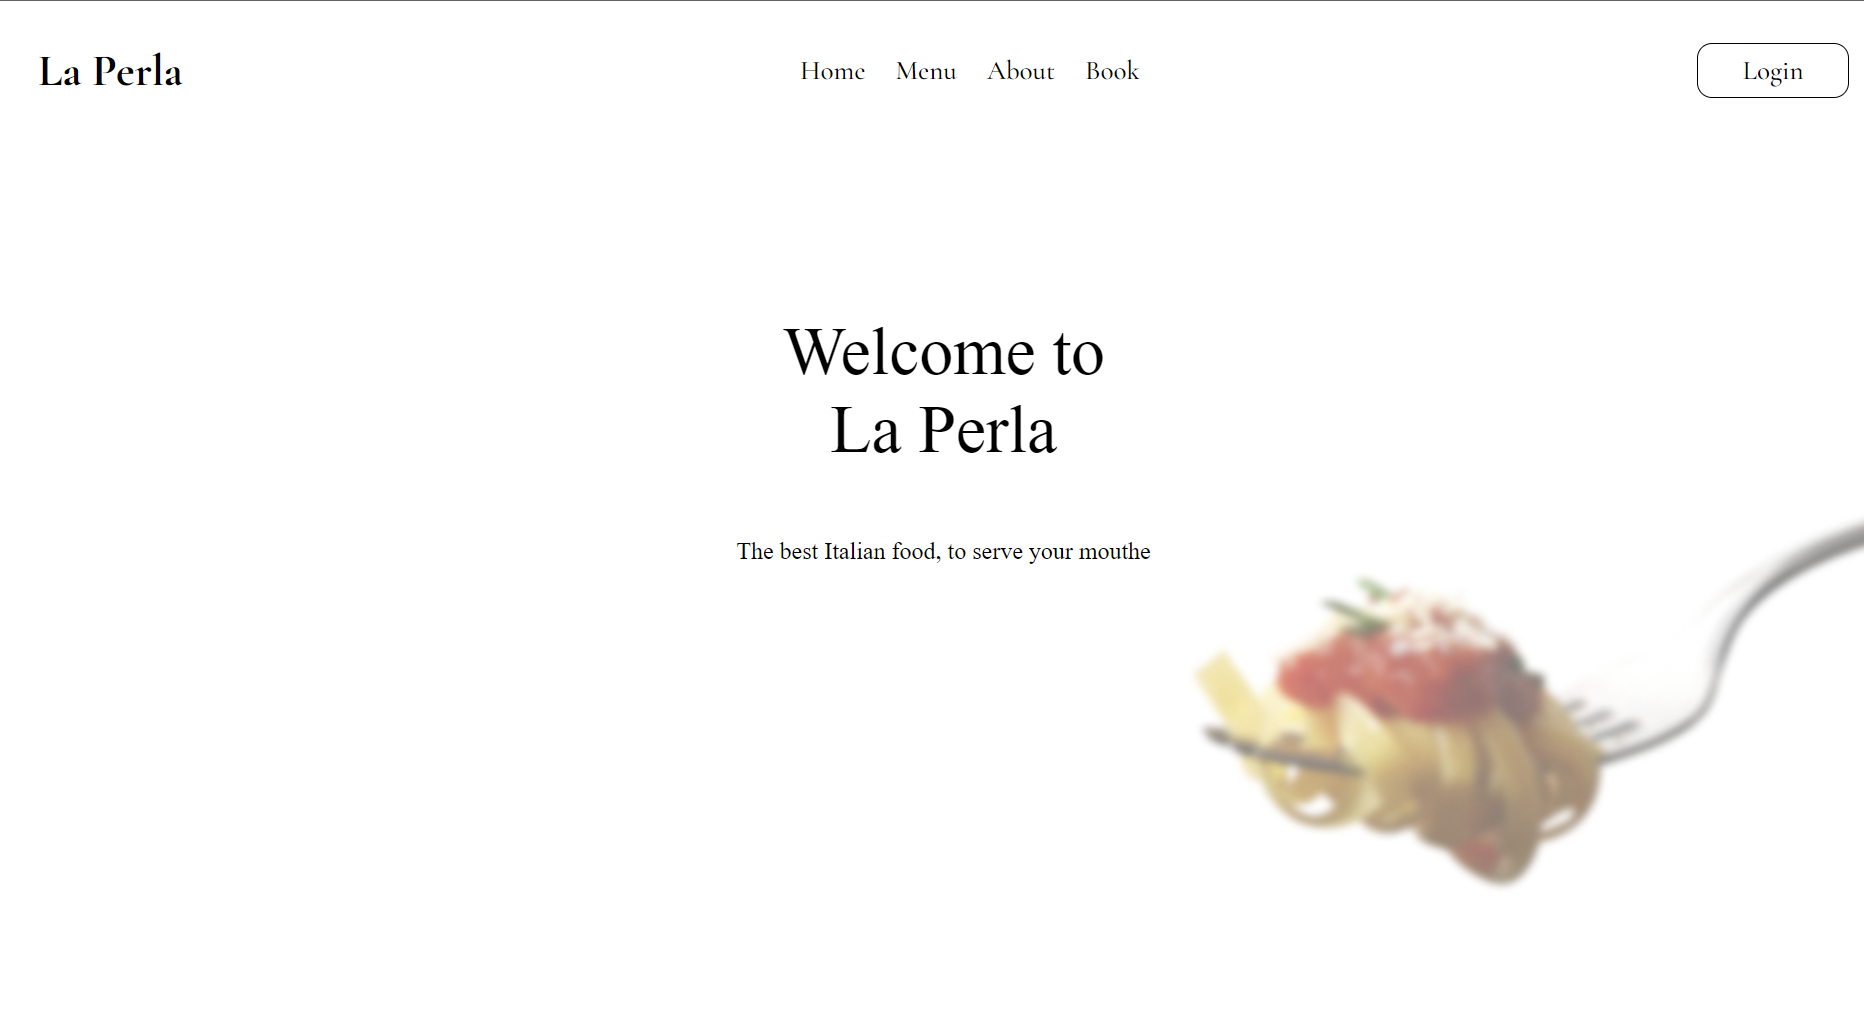 La Perla
Home Menu About Book
Login
Welcome to
La Perla
The best Italian food, to serve your mouthe